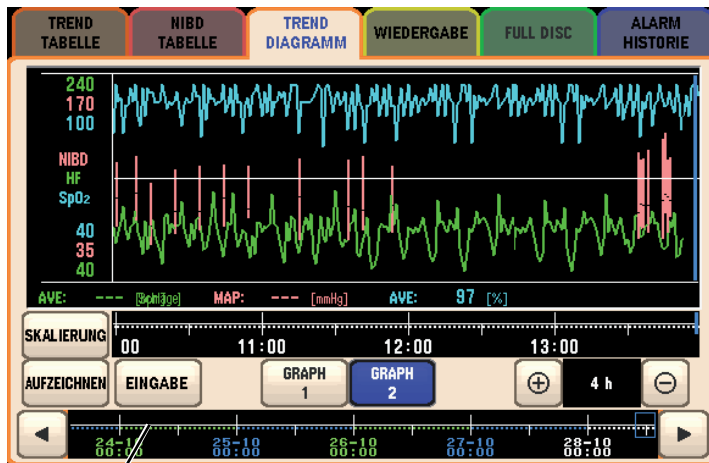 TREND TABELLE
NIBD TABELLE
TREND DIAGRAMM
WIEDERGABE
FULL DISC
ALARM HISTORIE
240
170
100
NIBD
HF
SpO2
40
35
40
AVE: --- MAP: --- [mmHg] AVE: 97 [%]
SKALIERUNG
00 11:00 12:00 13:00
AUFZEICHNEN EINGABE GRAPH 1 GRAPH 2 + 4 h −
24-10 25-10 26-10 27-10 28-10
00:00 00:00 00:00 00:00 00:00